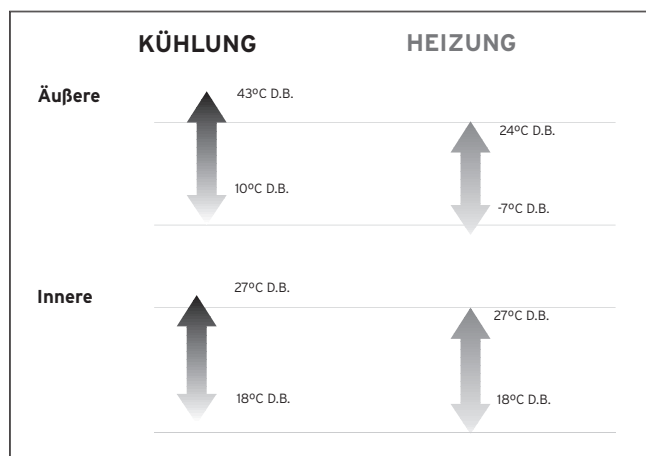 KÜHLUNG HEIZUNG
Äußere
43ºC D.B.
24ºC D.B.
10ºC D.B.
-7ºC D.B.
Innere
27ºC D.B.
27ºC D.B.
18ºC D.B.
18ºC D.B.